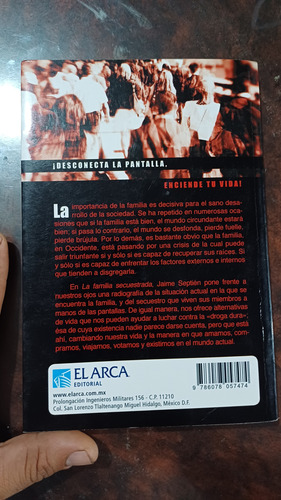 ¡DESCONECTA LA PANTALLA,
ENCIENDE TU VIDA!
La importancia de la familia es decisiva para el sano desa-
rrollo de la sociedad. Se ha repetido en numerosas oca-
siones que si la familia está bien, el mundo circundante estará
bien; si pasa lo contrario, el mundo se desfonda, pierde fuelle,
pierde brújula. Por lo demás, es bastante obvio que la familia,
en Occidente, está pasando por una crisis de la cual puede
salir triunfante si y sólo si es capaz de recuperar sus raíces. Si
y sólo si es capaz de enfrentar los factores externos e internos
que tienden a disgregarla.
En La familia secuestrada, Jaime Septién pone frente a
nuestros ojos una radiografía de la situación actual en la que se
encuentra la familia, y del secuestro que viven sus miembros a
manos de las pantallas. De igual manera, nos ofrece alternativas
de vida que nos pueden ayudar a luchar contra la «droga dura»;
ésa de cuya existencia nadie parece darse cuenta, pero que está
ahí, cambiando nuestra vida y la manera en que amamos, com-
pramos, viajamos, votamos y existimos en el mundo actual.
EL ARCA
EDITORIAL
www.elarca.com.mx
Prolongación Ingenieros Militares 156 - C.P. 11210
Col. San Lorenzo Tlaltenango Miguel Hidalgo, México D.F.
9 786078 057474